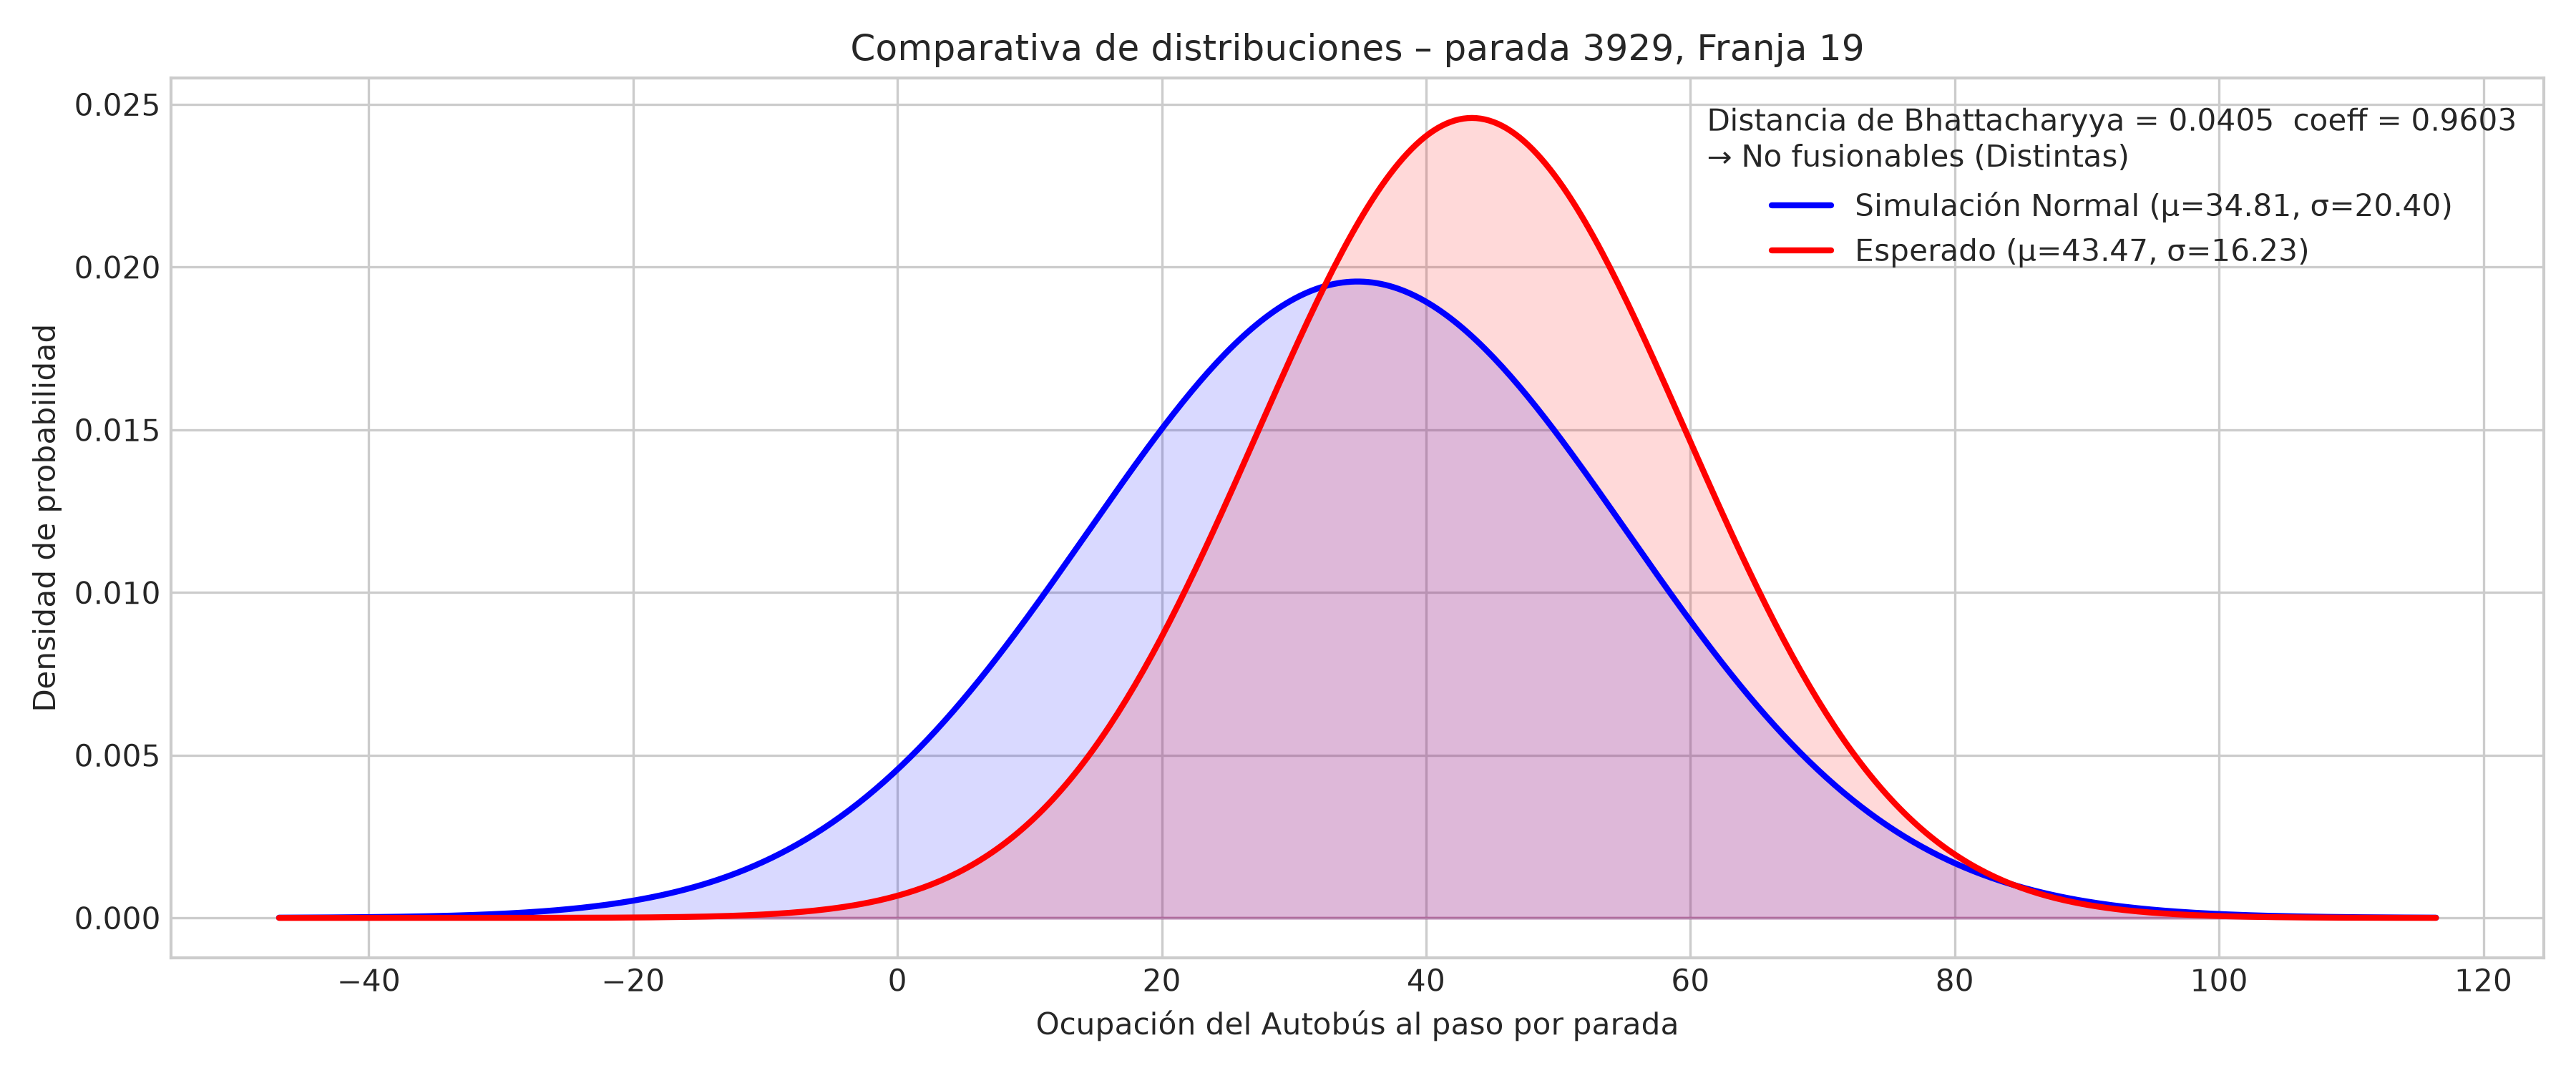 Comparativa de distribuciones – parada 3929, Franja 19
Distancia de Bhattacharyya = 0.0405  coeff = 0.9603
→ No fusionables (Distintas)
Simulación Normal (μ=34.81, σ=20.40)
Esperado (μ=43.47, σ=16.23)
Densidad de probabilidad
0.025
0.020
0.015
0.010
0.005
0.000
−40 −20 0 20 40 60 80 100 120
Ocupación del Autobús al paso por parada